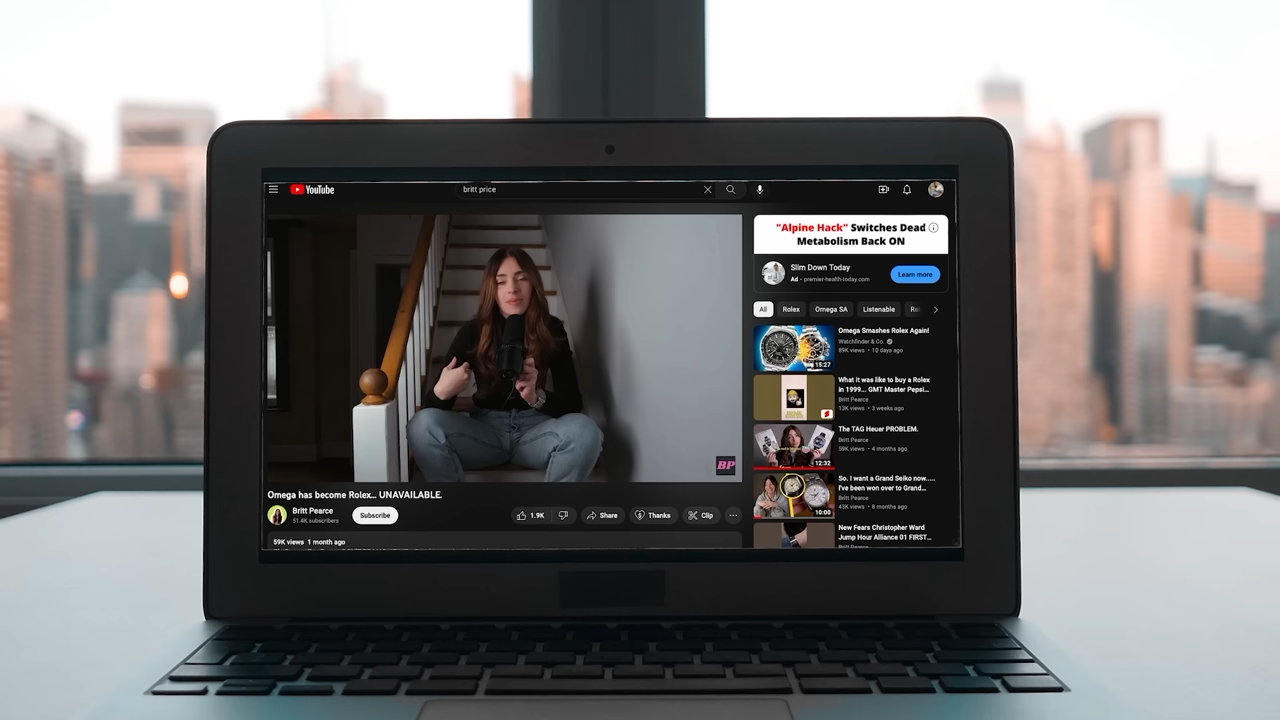 YouTube
britt price
"Alpine Hack" Switches Dead
Metabolism Back ON
Slim Down Today
Ad · premier-health-today.com
Learn more
All
Rolex
Omega SA
Listenable
Omega Smashes Rolex Again!
Watchfinder & Co.
89K views · 10 days ago
15:27
What it was like to buy a Rolex
in 1999... GMT Master Pepsi...
Britt Pearce
13K views · 3 weeks ago
The TAG Heuer PROBLEM.
Britt Pearce
59K views · 4 months ago
12:32
So. I want a Grand Seiko now.....
I've been won over to Grand...
Britt Pearce
43K views · 8 months ago
10:00
New Fears Christopher Ward
Jump Hour Alliance 01 FIRST...
Britt Pearce
BP
Omega has become Rolex... UNAVAILABLE.
Britt Pearce
51.4K subscribers
Subscribe
1.9K
Share
Thanks
Clip
59K views 1 month ago